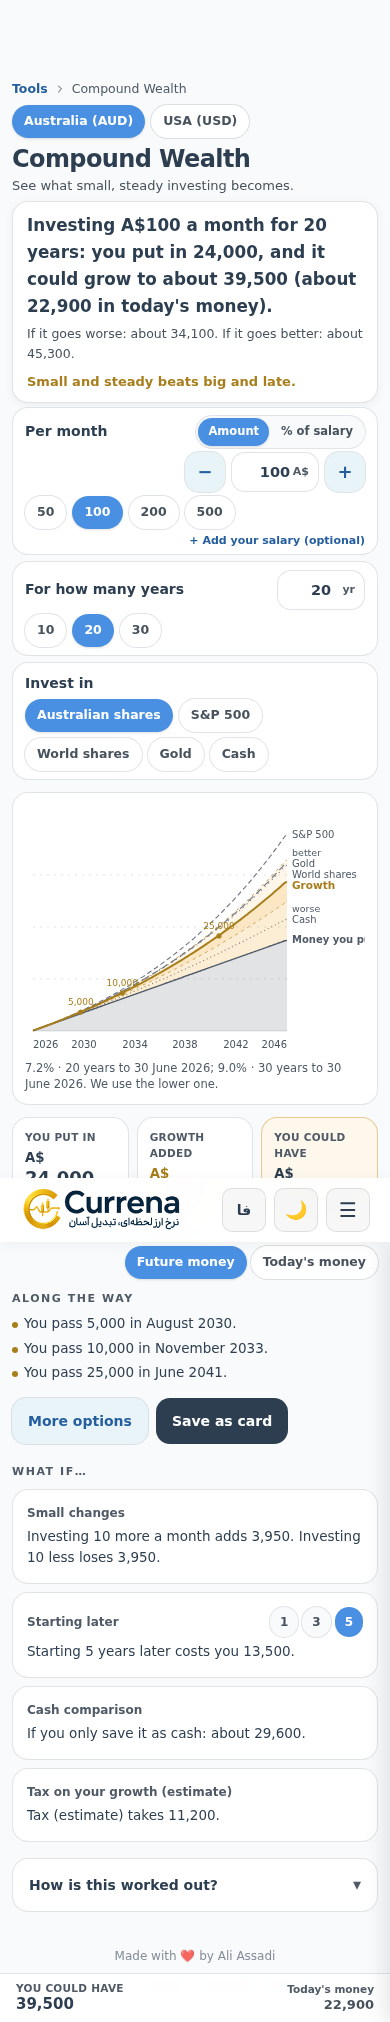 Tools > Compound Wealth
Australia (AUD) USA (USD)
Compound Wealth
See what small, steady investing becomes.
Investing A$100 a month for 20
years: you put in 24,000, and it
could grow to about 39,500 (about
22,900 in today's money).
If it goes worse: about 34,100. If it goes better: about
45,300.
Small and steady beats big and late.
Per month Amount % of salary
− 100 A$ +
50 100 200 500
+ Add your salary (optional)
For how many years 20 yr
10 20 30
Invest in
Australian shares S&P 500
World shares Gold Cash
S&P 500
better
Gold
World shares
Growth
worse
Cash
Money you p
25,000
10,000
5,000
2026 2030 2034 2038 2042 2046
7.2% · 20 years to 30 June 2026; 9.0% · 30 years to 30
June 2026. We use the lower one.
YOU PUT IN
A$
24,000
GROWTH
ADDED
A$
YOU COULD
HAVE
A$
Currena
نرخ ارز لحظه‌ای، تبدیل آسان
فا
Future money Today's money
ALONG THE WAY
You pass 5,000 in August 2030.
You pass 10,000 in November 2033.
You pass 25,000 in June 2041.
More options Save as card
WHAT IF…
Small changes
Investing 10 more a month adds 3,950. Investing
10 less loses 3,950.
Starting later 1 3 5
Starting 5 years later costs you 13,500.
Cash comparison
If you only save it as cash: about 29,600.
Tax on your growth (estimate)
Tax (estimate) takes 11,200.
How is this worked out?
Made with ❤️ by Ali Assadi
YOU COULD HAVE Today's money
39,500 22,900